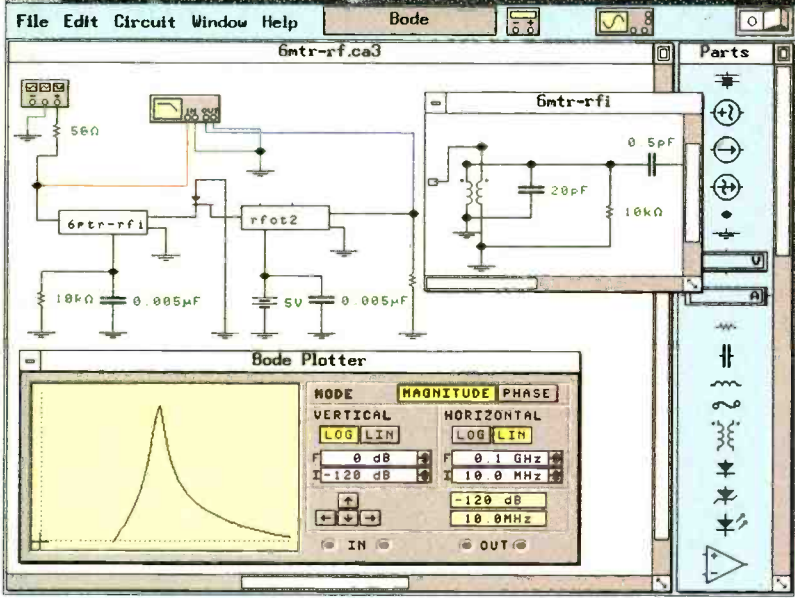 File Edit Circuit Window Help
Bode
6mtr-rf.ca3
Parts
6mtr-rfi
IN OUT
56Ω
0.5pF
20pF
10kΩ
6mtr-rfi
rfot2
10kΩ
0.005µF
5V
0.005µF
V
A
Bode Plotter
MODE
MAGNITUDE PHASE
VERTICAL
HORIZONTAL
LOG LIN
LOG LIN
F 0 dB
F 0.1 GHz
I -120 dB
I 10.0 MHz
-120 dB
10.0MHz
IN
OUT